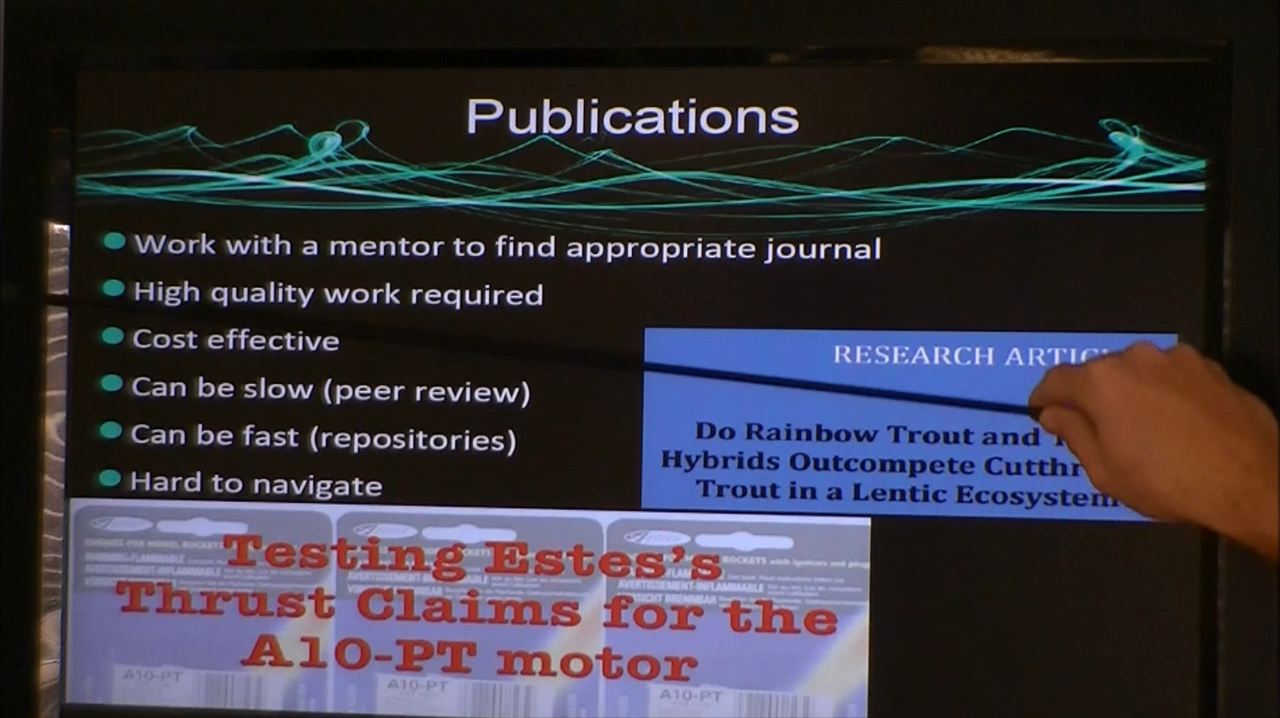 Publications
Work with a mentor to find appropriate journal
High quality work required
Cost effective
Can be slow (peer review)
Can be fast (repositories)
Hard to navigate
RESEARCH
Do Rainbow Trout and
Hybrids Outcompete
Trout in a Lentic Ecosystem
Testing Estes's
Thrust Claims for the
A10-PT motor
A10-PT
A10-PT
A10-PT